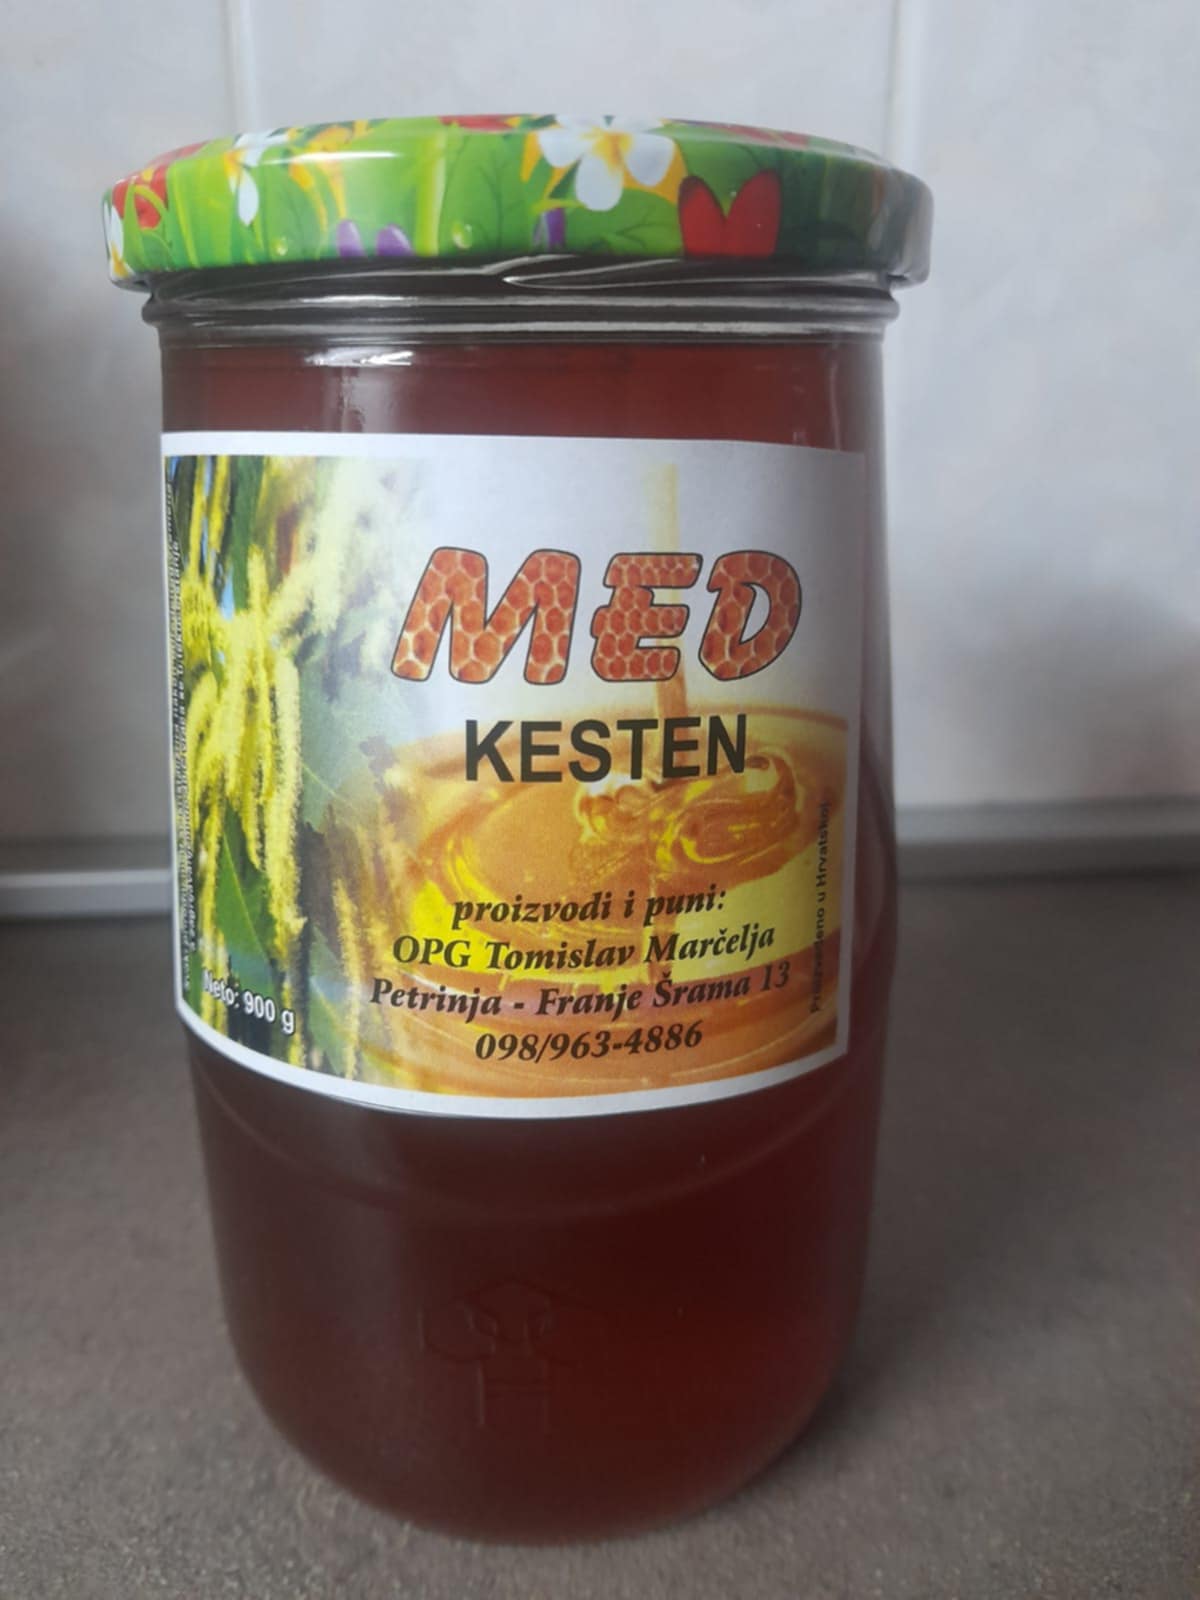 MED
KESTEN
proizvodi i puni:
OPG Tomislav Marčelja
Petrinja - Franje Šrama 13
098/963-4886
Neto: 900 g
Proizvedeno u Hrvatskoj